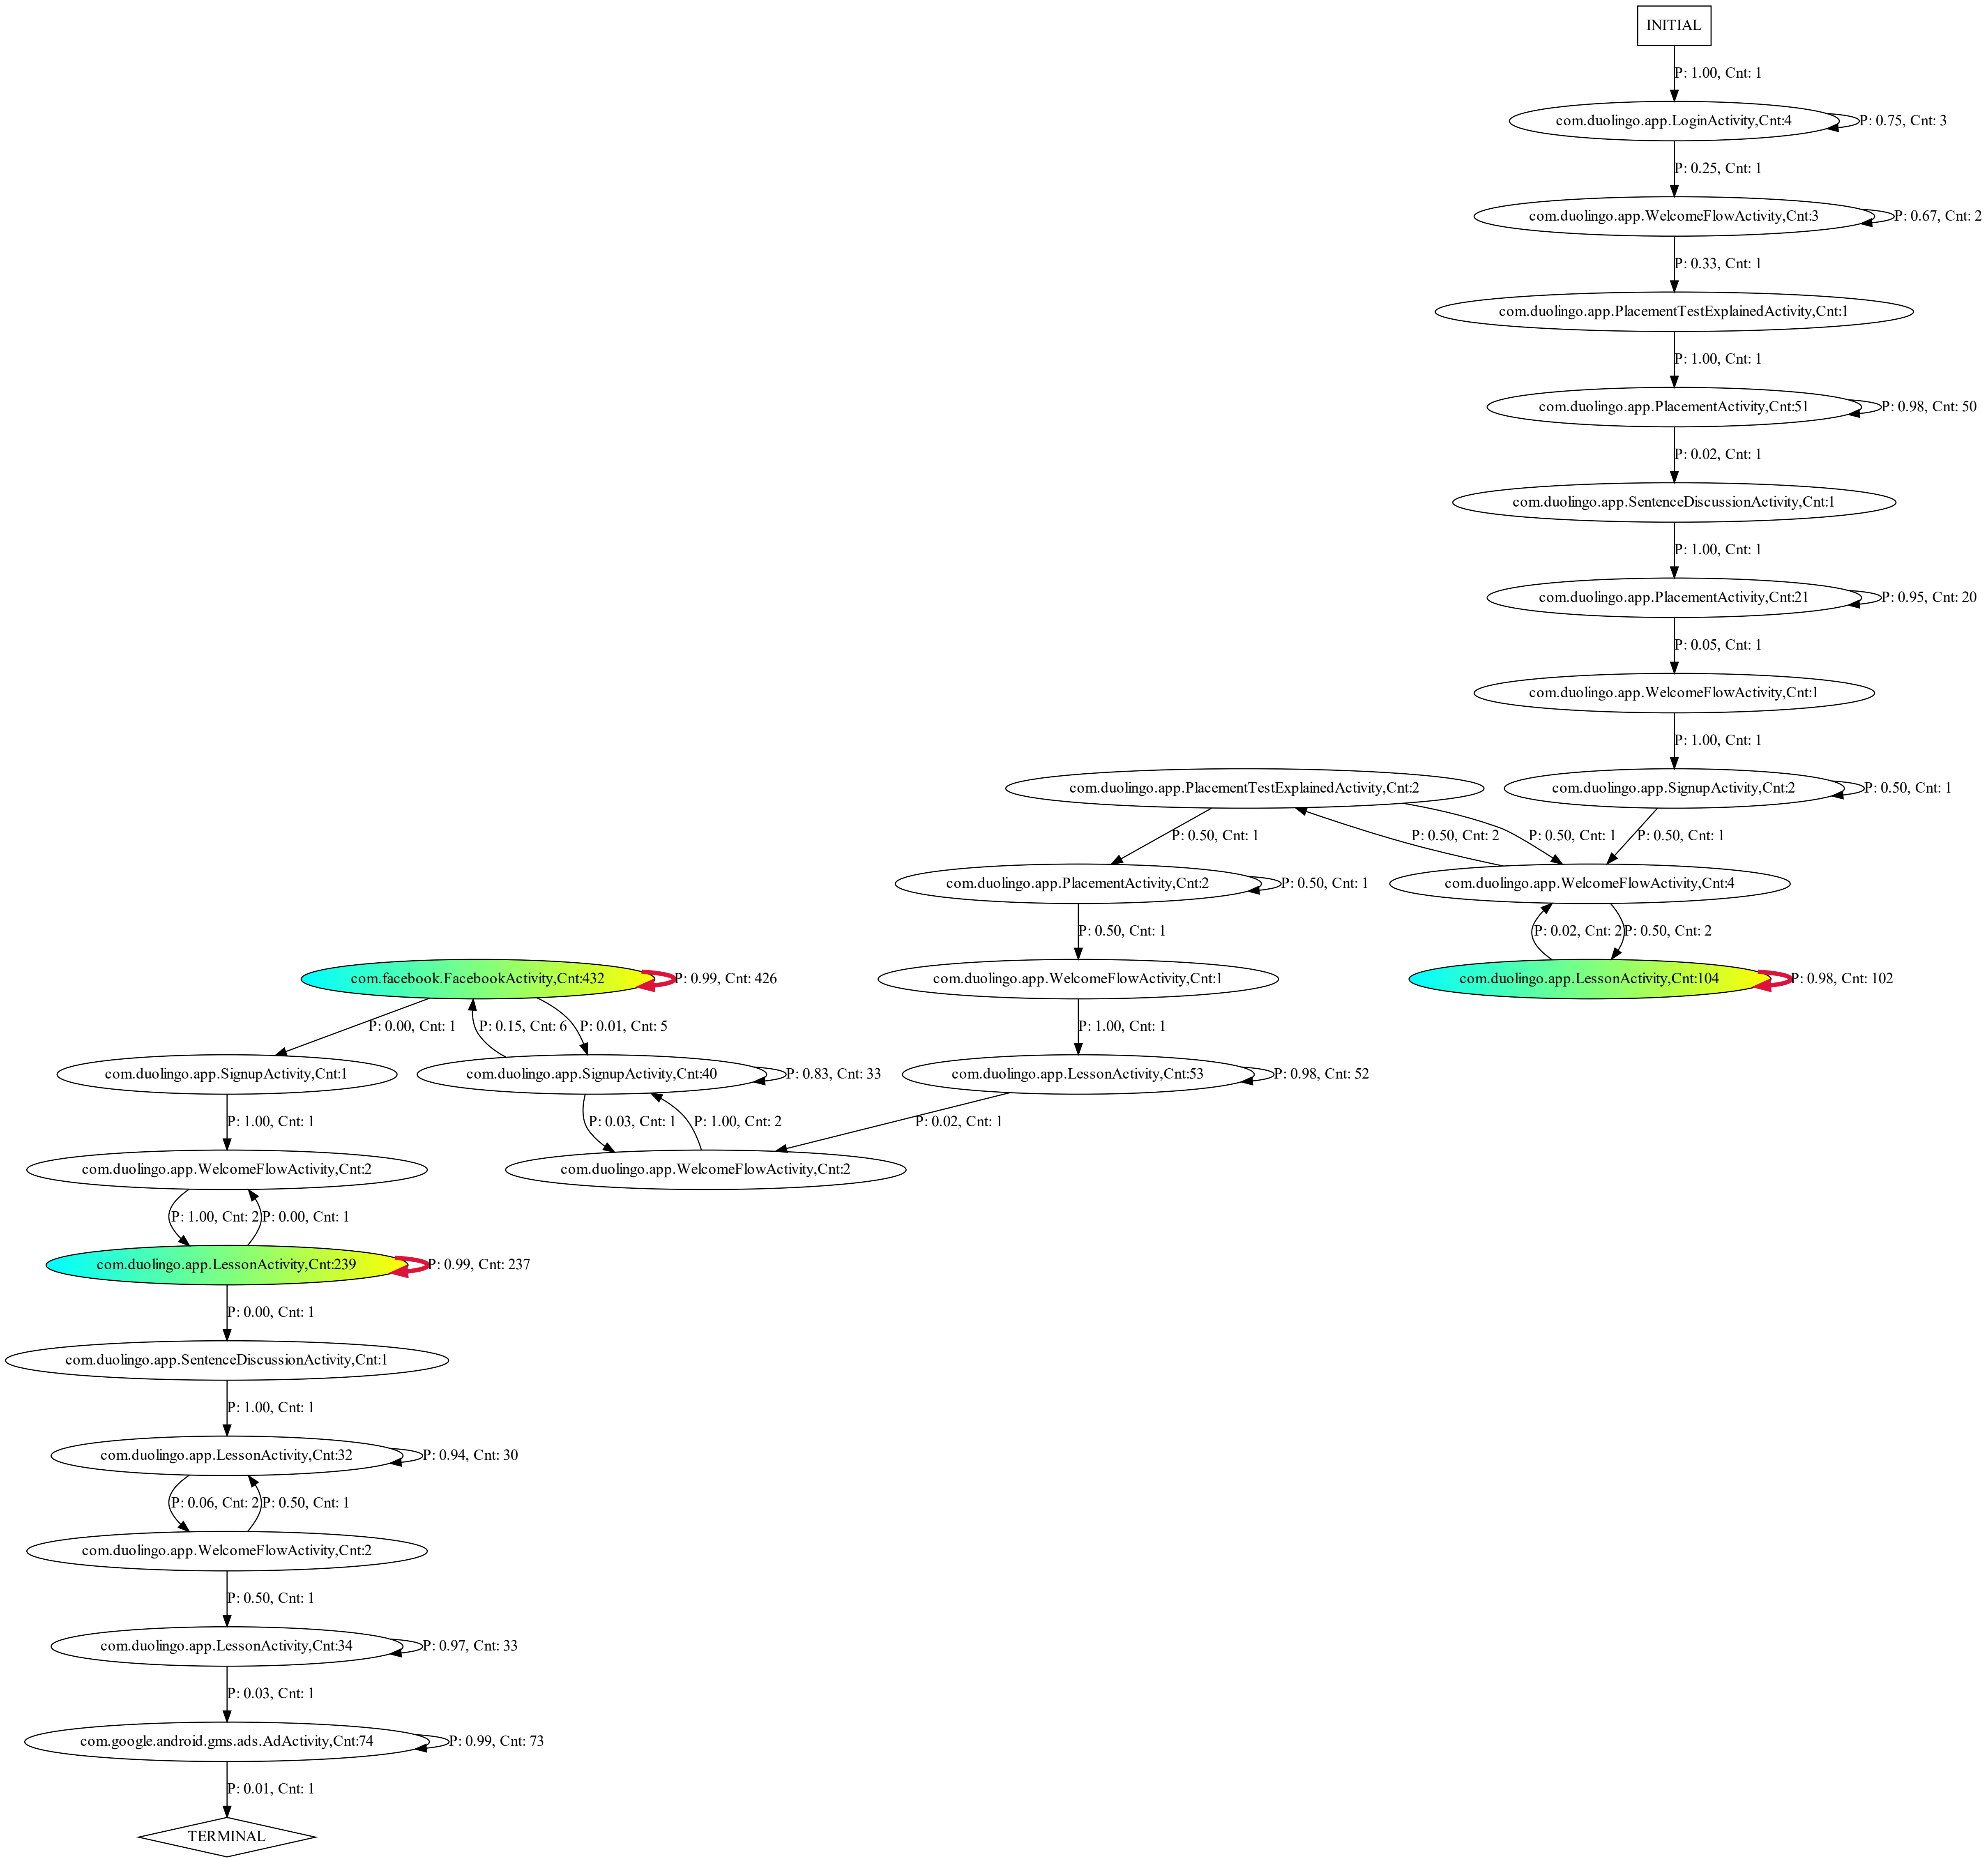 INITIAL
P: 1.00, Cnt: 1
com.duolingo.app.LoginActivity,Cnt:4
P: 0.75, Cnt: 3
P: 0.25, Cnt: 1
com.duolingo.app.WelcomeFlowActivity,Cnt:3
P: 0.67, Cnt: 2
P: 0.33, Cnt: 1
com.duolingo.app.PlacementTestExplainedActivity,Cnt:1
P: 1.00, Cnt: 1
com.duolingo.app.PlacementActivity,Cnt:51
P: 0.98, Cnt: 50
P: 0.02, Cnt: 1
com.duolingo.app.SentenceDiscussionActivity,Cnt:1
P: 1.00, Cnt: 1
com.duolingo.app.PlacementActivity,Cnt:21
P: 0.95, Cnt: 20
P: 0.05, Cnt: 1
com.duolingo.app.WelcomeFlowActivity,Cnt:1
P: 1.00, Cnt: 1
com.duolingo.app.PlacementTestExplainedActivity,Cnt:2
com.duolingo.app.SignupActivity,Cnt:2
P: 0.50, Cnt: 1
P: 0.50, Cnt: 1
P: 0.50, Cnt: 2
P: 0.50, Cnt: 1
P: 0.50, Cnt: 1
com.duolingo.app.PlacementActivity,Cnt:2
P: 0.50, Cnt: 1
com.duolingo.app.WelcomeFlowActivity,Cnt:4
P: 0.50, Cnt: 1
P: 0.02, Cnt: 2
P: 0.50, Cnt: 2
com.facebook.FacebookActivity,Cnt:432
P: 0.99, Cnt: 426
com.duolingo.app.WelcomeFlowActivity,Cnt:1
com.duolingo.app.LessonActivity,Cnt:104
P: 0.98, Cnt: 102
P: 0.00, Cnt: 1
P: 0.15, Cnt: 6
P: 0.01, Cnt: 5
P: 1.00, Cnt: 1
com.duolingo.app.SignupActivity,Cnt:1
com.duolingo.app.SignupActivity,Cnt:40
P: 0.83, Cnt: 33
com.duolingo.app.LessonActivity,Cnt:53
P: 0.98, Cnt: 52
P: 1.00, Cnt: 1
P: 0.03, Cnt: 1
P: 1.00, Cnt: 2
P: 0.02, Cnt: 1
com.duolingo.app.WelcomeFlowActivity,Cnt:2
com.duolingo.app.WelcomeFlowActivity,Cnt:2
P: 1.00, Cnt: 2
P: 0.00, Cnt: 1
com.duolingo.app.LessonActivity,Cnt:239
P: 0.99, Cnt: 237
P: 0.00, Cnt: 1
com.duolingo.app.SentenceDiscussionActivity,Cnt:1
P: 1.00, Cnt: 1
com.duolingo.app.LessonActivity,Cnt:32
P: 0.94, Cnt: 30
P: 0.06, Cnt: 2
P: 0.50, Cnt: 1
com.duolingo.app.WelcomeFlowActivity,Cnt:2
P: 0.50, Cnt: 1
com.duolingo.app.LessonActivity,Cnt:34
P: 0.97, Cnt: 33
P: 0.03, Cnt: 1
com.google.android.gms.ads.AdActivity,Cnt:74
P: 0.99, Cnt: 73
P: 0.01, Cnt: 1
TERMINAL